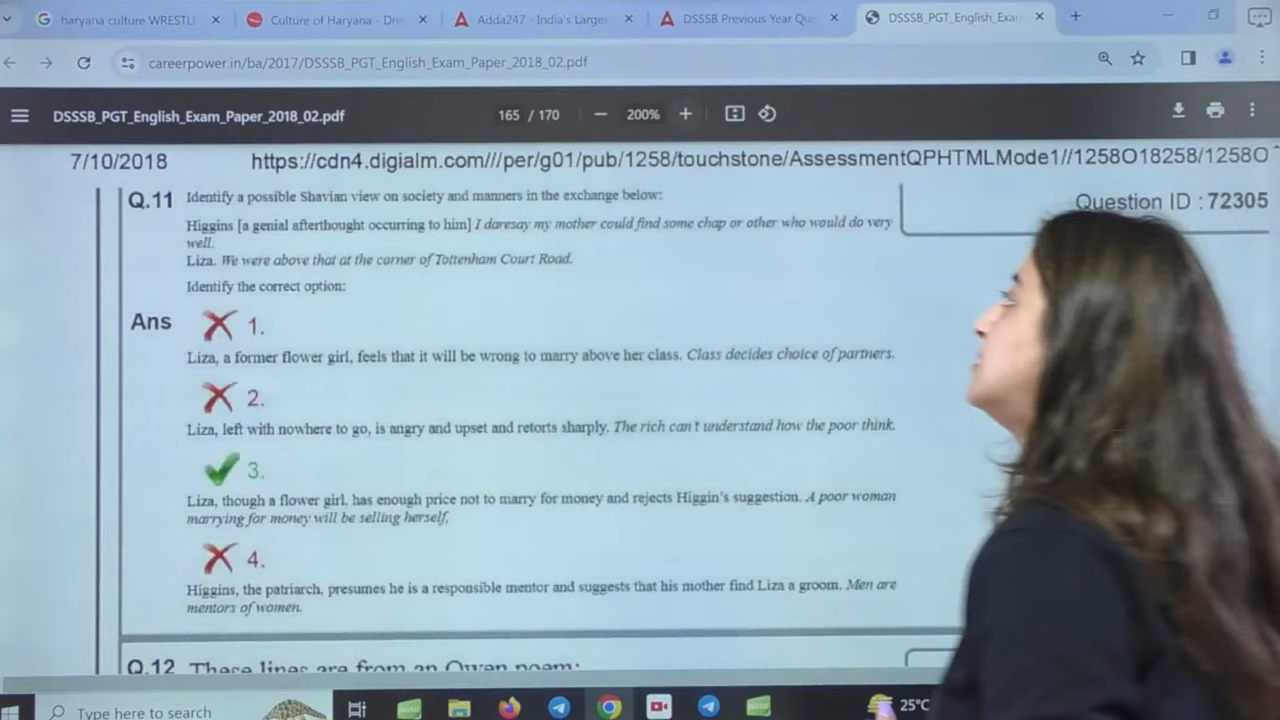 haryana culture WRESTL
Culture of Haryana - Dre
Adda247 - India's Larges
DSSSB Previous Year Qu
DSSSB_PGT_English_Exar
careerpower.in/ba/2017/DSSSB_PGT_English_Exam_Paper_2018_02.pdf
DSSSB_PGT_English_Exam_Paper_2018_02.pdf
165 / 170
200%
7/10/2018
https://cdn4.digialm.com///per/g01/pub/1258/touchstone/AssessmentQPHTMLMode1//1258O18258/1258O
Q.11 Identify a possible Shavian view on society and manners in the exchange below:
Question ID : 72305
Higgins [a genial afterthought occurring to him] I daresay my mother could find some chap or other who would do very
well.
Liza. We were above that at the corner of Tottenham Court Road.
Identify the correct option:
Ans
1.
Liza, a former flower girl, feels that it will be wrong to marry above her class. Class decides choice of partners.
2.
Liza, left with nowhere to go, is angry and upset and retorts sharply. The rich can't understand how the poor think.
3.
Liza, though a flower girl, has enough price not to marry for money and rejects Higgin's suggestion. A poor woman
marrying for money will be selling herself.
4.
Higgins, the patriarch, presumes he is a responsible mentor and suggests that his mother find Liza a groom. Men are
mentors of women.
Q.12 These lines are from an Owen poem:
Type here to search
25°C